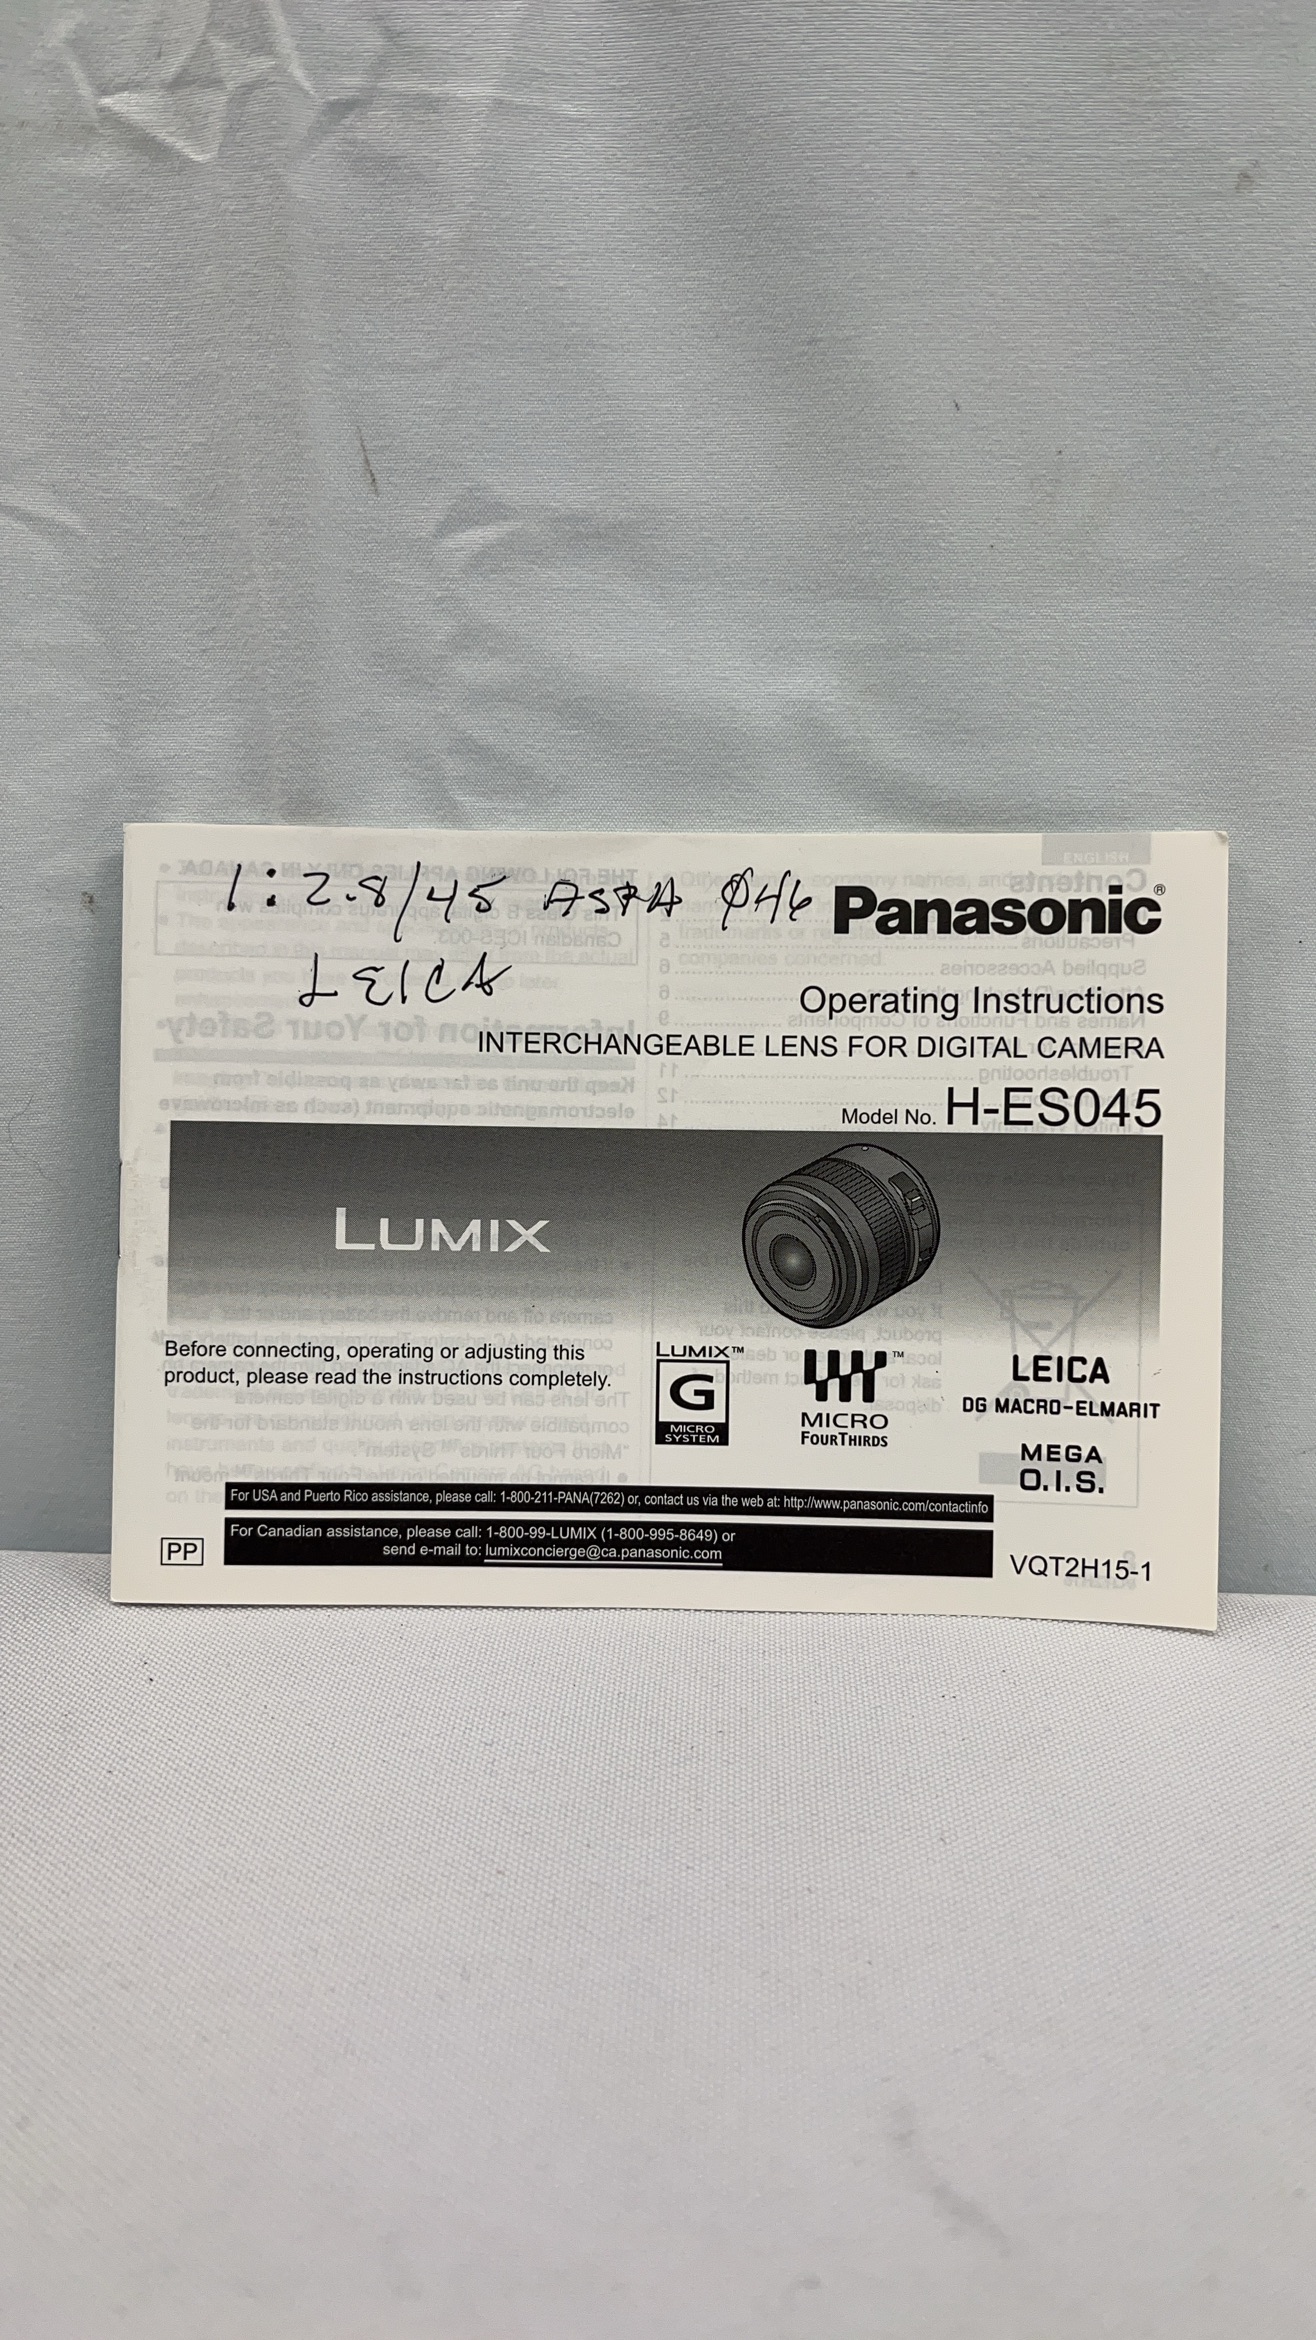 1:2.8/45 ASPA Ø46
LEICA
Panasonic®
Operating Instructions
INTERCHANGEABLE LENS FOR DIGITAL CAMERA
Model No. H-ES045
LUMIX
Before connecting, operating or adjusting this
product, please read the instructions completely.
LUMIX™
G
MICRO
SYSTEM
™
MICRO
FOURTHIRDS
LEICA
DG MACRO-ELMARIT
MEGA
O.I.S.
For USA and Puerto Rico assistance, please call: 1-800-211-PANA(7262) or, contact us via the web at: http://www.panasonic.com/contactinfo
For Canadian assistance, please call: 1-800-99-LUMIX (1-800-995-8649) or
send e-mail to: lumixconcierge@ca.panasonic.com
PP
VQT2H15-1